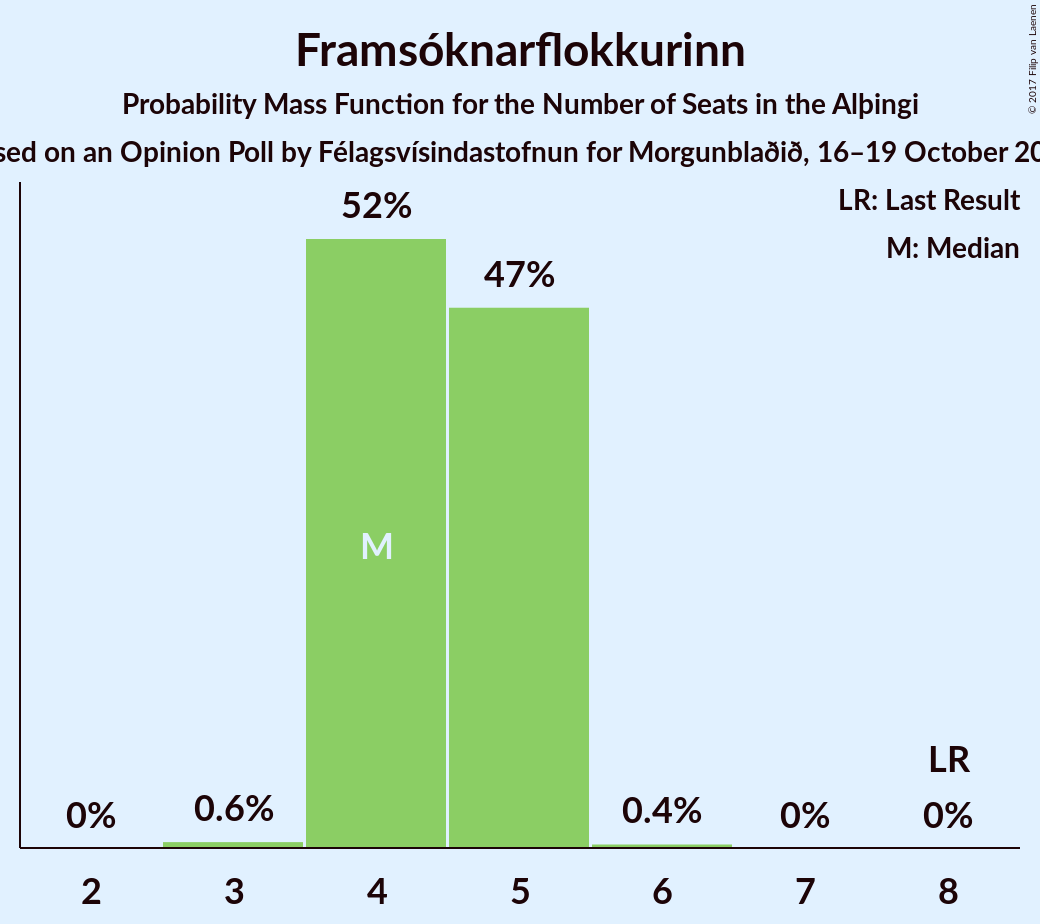 Framsóknarflokkurinn
Probability Mass Function for the Number of Seats in the Alþingi
sed on an Opinion Poll by Félagsvísindastofnun for Morgunblaðið, 16–19 October 20
LR: Last Result
M: Median
52%
47%
M
LR
0%
0.6%
0.4%
0%
0%
2 3 4 5 6 7 8
© 2017 Filip van Laenen